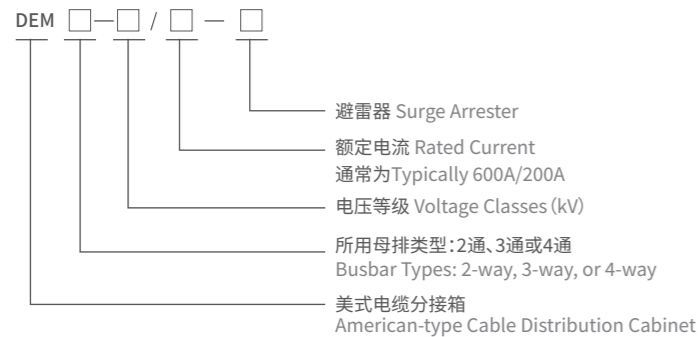 DEM □—□ / □ — □
避雷器 Surge Arrester
额定电流 Rated Current
通常为Typically 600A/200A
电压等级 Voltage Classes（kV）
所用母排类型：2通、3通或4通
Busbar Types: 2-way, 3-way, or 4-way
美式电缆分接箱
American-type Cable Distribution Cabinet